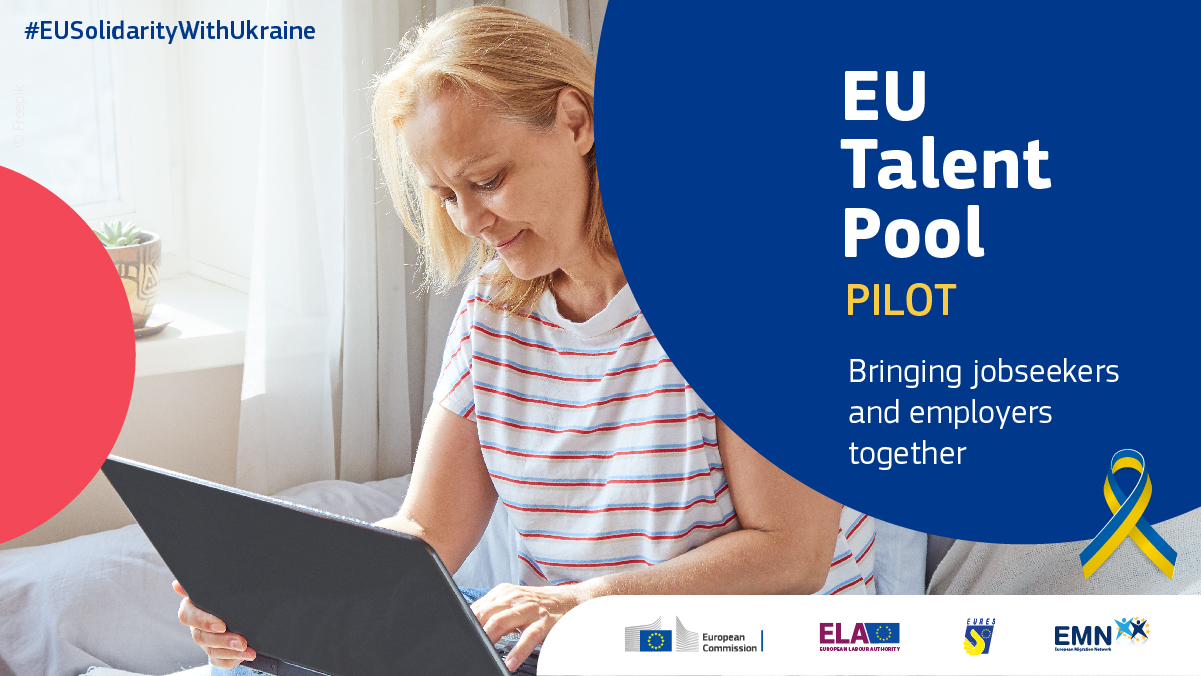 #EUSolidarityWithUkraine
© Freepik
EU
Talent
Pool
PILOT
Bringing jobseekers
and employers
together
European
Commission
ELA
EUROPEAN LABOUR AUTHORITY
EURES
EMN
European Migration Network